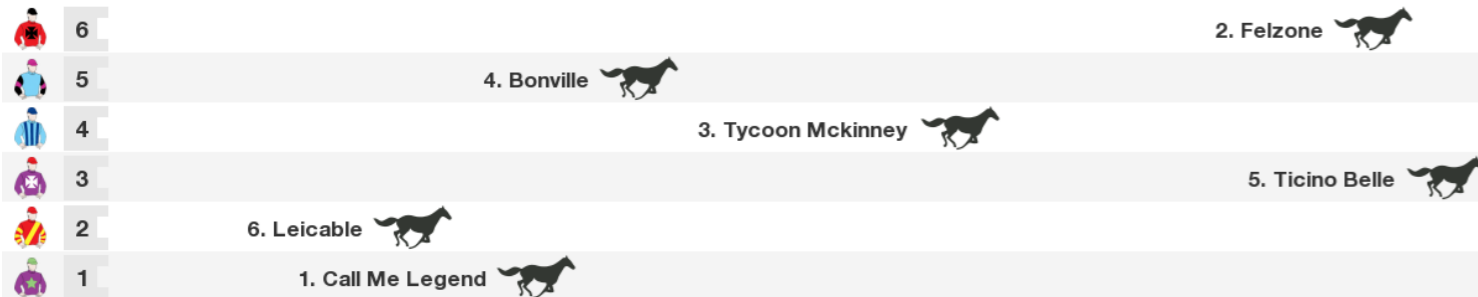 6 2. Felzone
5 4. Bonville
4 3. Tycoon Mckinney
3 5. Ticino Belle
2 6. Leicable
1 1. Call Me Legend